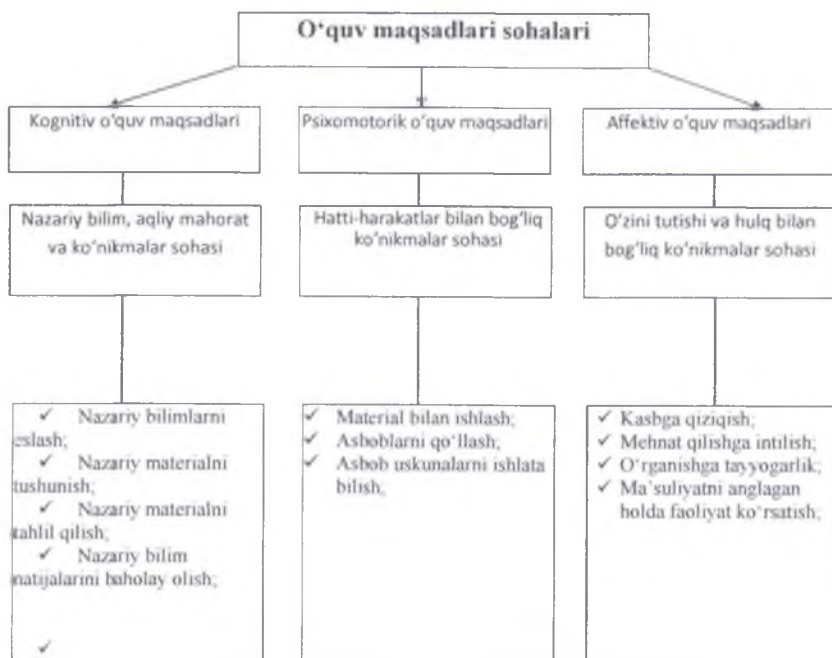 O‘quv maqsadlari sohalari
Kognitiv o‘quv maqsadlari
Psixomotorik o‘quv maqsadlari
Affektiv o‘quv maqsadlari
Nazariy bilim, aqliy mahorat
va ko‘nikmalar sohasi
Hatti-harakatlar bilan bog‘liq
ko‘nikmalar sohasi
O‘zini tutishi va hulq bilan
bog‘liq ko‘nikmalar sohasi
✓ Nazariy bilimlarni
eslash;
✓ Nazariy materialni
tushunish;
✓ Nazariy materialni
tahlil qilish;
✓ Nazariy bilim
natijalarini baholay olish;
✓
✓ Material bilan ishlash;
✓ Asboblarni qo‘llash;
✓ Asbob uskunalarni ishlata
bilish;
✓ Kasbga qiziqish;
✓ Mehnat qilishga intilish;
✓ O‘rganishga tayyogarlik;
✓ Ma`suliyatni anglagan
holda faoliyat ko‘rsatish;